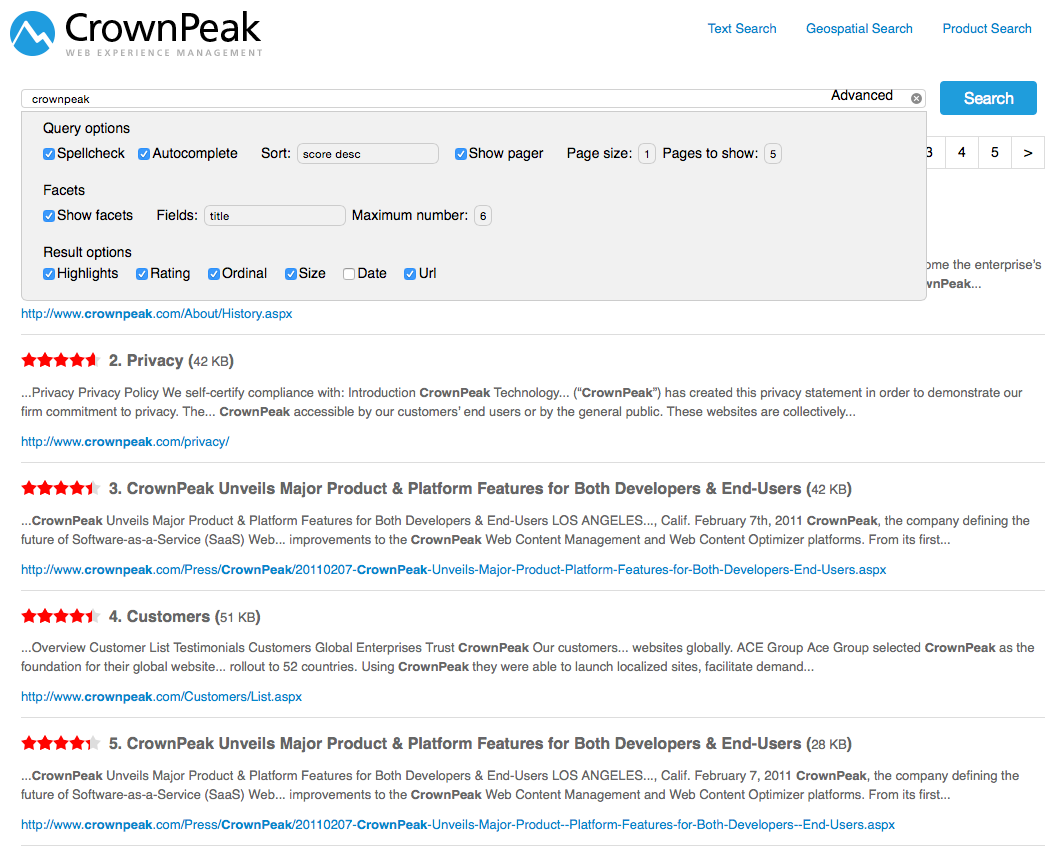 CrownPeak
WEB EXPERIENCE MANAGEMENT
Text Search Geospatial Search Product Search
crownpeak Advanced Search
Query options
Spellcheck Autocomplete Sort: score desc Show pager Page size: 1 Pages to show: 5
3 4 5 >
Facets
Show facets Fields: title Maximum number: 6
Result options
Highlights Rating Ordinal Size Date Url
ome the enterprise's
wnPeak...
http://www.crownpeak.com/About/History.aspx
2. Privacy (42 KB)
...Privacy Privacy Policy We self-certify compliance with: Introduction CrownPeak Technology... (“CrownPeak”) has created this privacy statement in order to demonstrate our
firm commitment to privacy. The... CrownPeak accessible by our customers’ end users or by the general public. These websites are collectively...
http://www.crownpeak.com/privacy/
3. CrownPeak Unveils Major Product & Platform Features for Both Developers & End-Users (42 KB)
...CrownPeak Unveils Major Product & Platform Features for Both Developers & End-Users LOS ANGELES..., Calif. February 7th, 2011 CrownPeak, the company defining the
future of Software-as-a-Service (SaaS) Web... improvements to the CrownPeak Web Content Management and Web Content Optimizer platforms. From its first...
http://www.crownpeak.com/Press/CrownPeak/20110207-CrownPeak-Unveils-Major-Product-Platform-Features-for-Both-Developers-End-Users.aspx
4. Customers (51 KB)
...Overview Customer List Testimonials Customers Global Enterprises Trust CrownPeak Our customers... websites globally. ACE Group Ace Group selected CrownPeak as the
foundation for their global website... rollout to 52 countries. Using CrownPeak they were able to launch localized sites, facilitate demand...
http://www.crownpeak.com/Customers/List.aspx
5. CrownPeak Unveils Major Product & Platform Features for Both Developers & End-Users (28 KB)
...CrownPeak Unveils Major Product & Platform Features for Both Developers & End-Users LOS ANGELES..., Calif. February 7, 2011 CrownPeak, the company defining the
future of Software-as-a-Service (SaaS) Web... improvements to the CrownPeak Web Content Management and Web Content Optimizer platforms. From its first...
http://www.crownpeak.com/Press/CrownPeak/20110207-CrownPeak-Unveils-Major-Product--Platform-Features-for-Both-Developers--End-Users.aspx